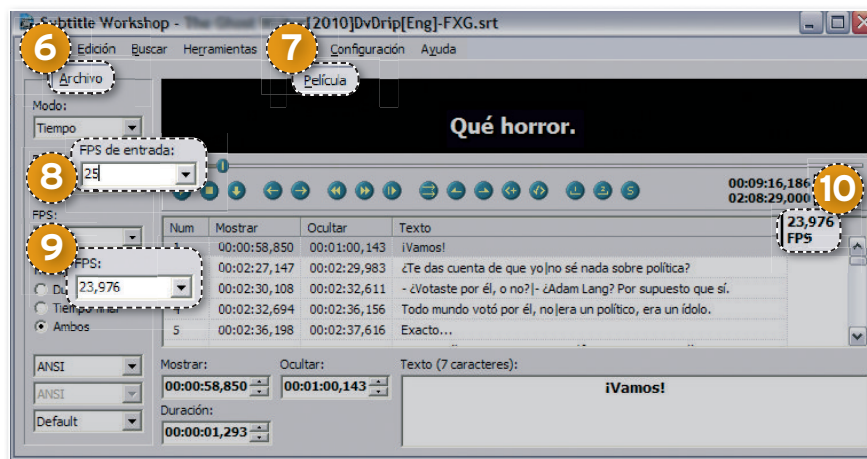 Subtitle Workshop - The Ghost [2010]DvDrip[Eng]-FXG.srt
6
7
Edición Buscar Herramientas Configuración Ayuda
Archivo
Película
Modo:
Tiempo
Qué horror.
FPS de entrada:
8
25
00:09:16,186
02:08:29,000
10
FPS:
23,976
FPS
9
FPS:
23,976
Num Mostrar Ocultar Texto
1 00:00:58,850 00:01:00,143 ¡Vamos!
00:02:27,147 00:02:29,983 ¿Te das cuenta de que yo|no sé nada sobre política?
00:02:30,108 00:02:32,611 - ¿Votaste por él, o no?|- ¿Adam Lang? Por supuesto que sí.
4 00:02:32,694 00:02:36,156 Todo mundo votó por él, no|era un político, era un ídolo.
5 00:02:36,198 00:02:37,616 Exacto...
Tiempo final
Ambos
ANSI
ANSI
Default
Mostrar: Ocultar: Texto (7 caracteres):
00:00:58,850 00:01:00,143
¡Vamos!
Duración:
00:00:01,293